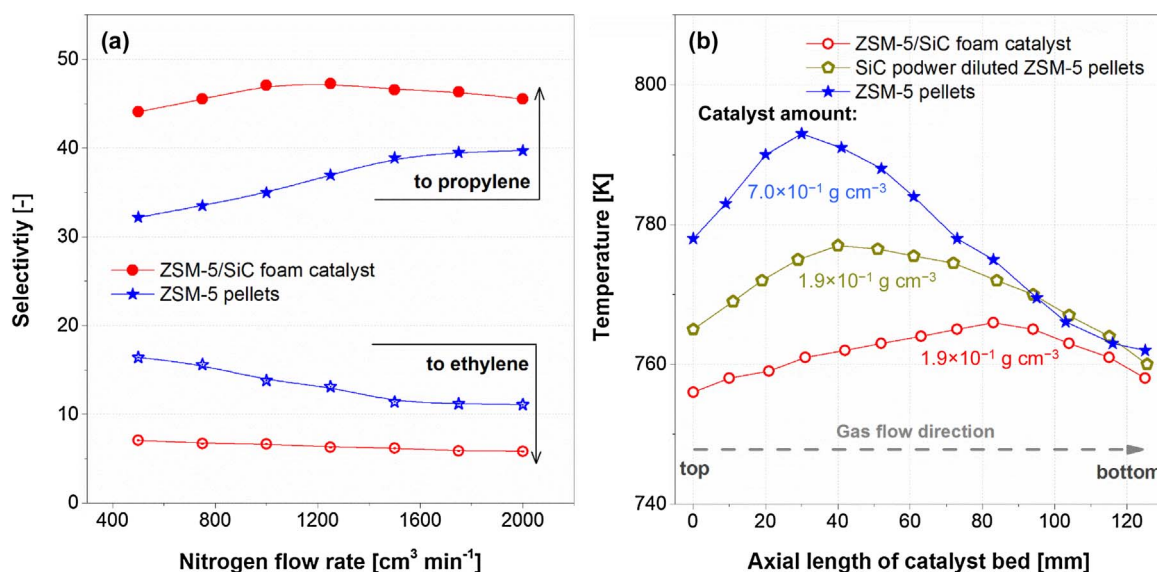 (a)
50
40
30
20
10
0
Selectivtiy [-]
to propylene
ZSM-5/SiC foam catalyst
ZSM-5 pellets
to ethylene
400 800 1200 1600 2000
Nitrogen flow rate [cm³ min⁻¹]
(b)
ZSM-5/SiC foam catalyst
SiC podwer diluted ZSM-5 pellets
ZSM-5 pellets
Catalyst amount:
800
780
760
740
Temperature [K]
7.0×10⁻¹ g cm⁻³
1.9×10⁻¹ g cm⁻³
1.9×10⁻¹ g cm⁻³
Gas flow direction
top bottom
0 20 40 60 80 100 120
Axial length of catalyst bed [mm]